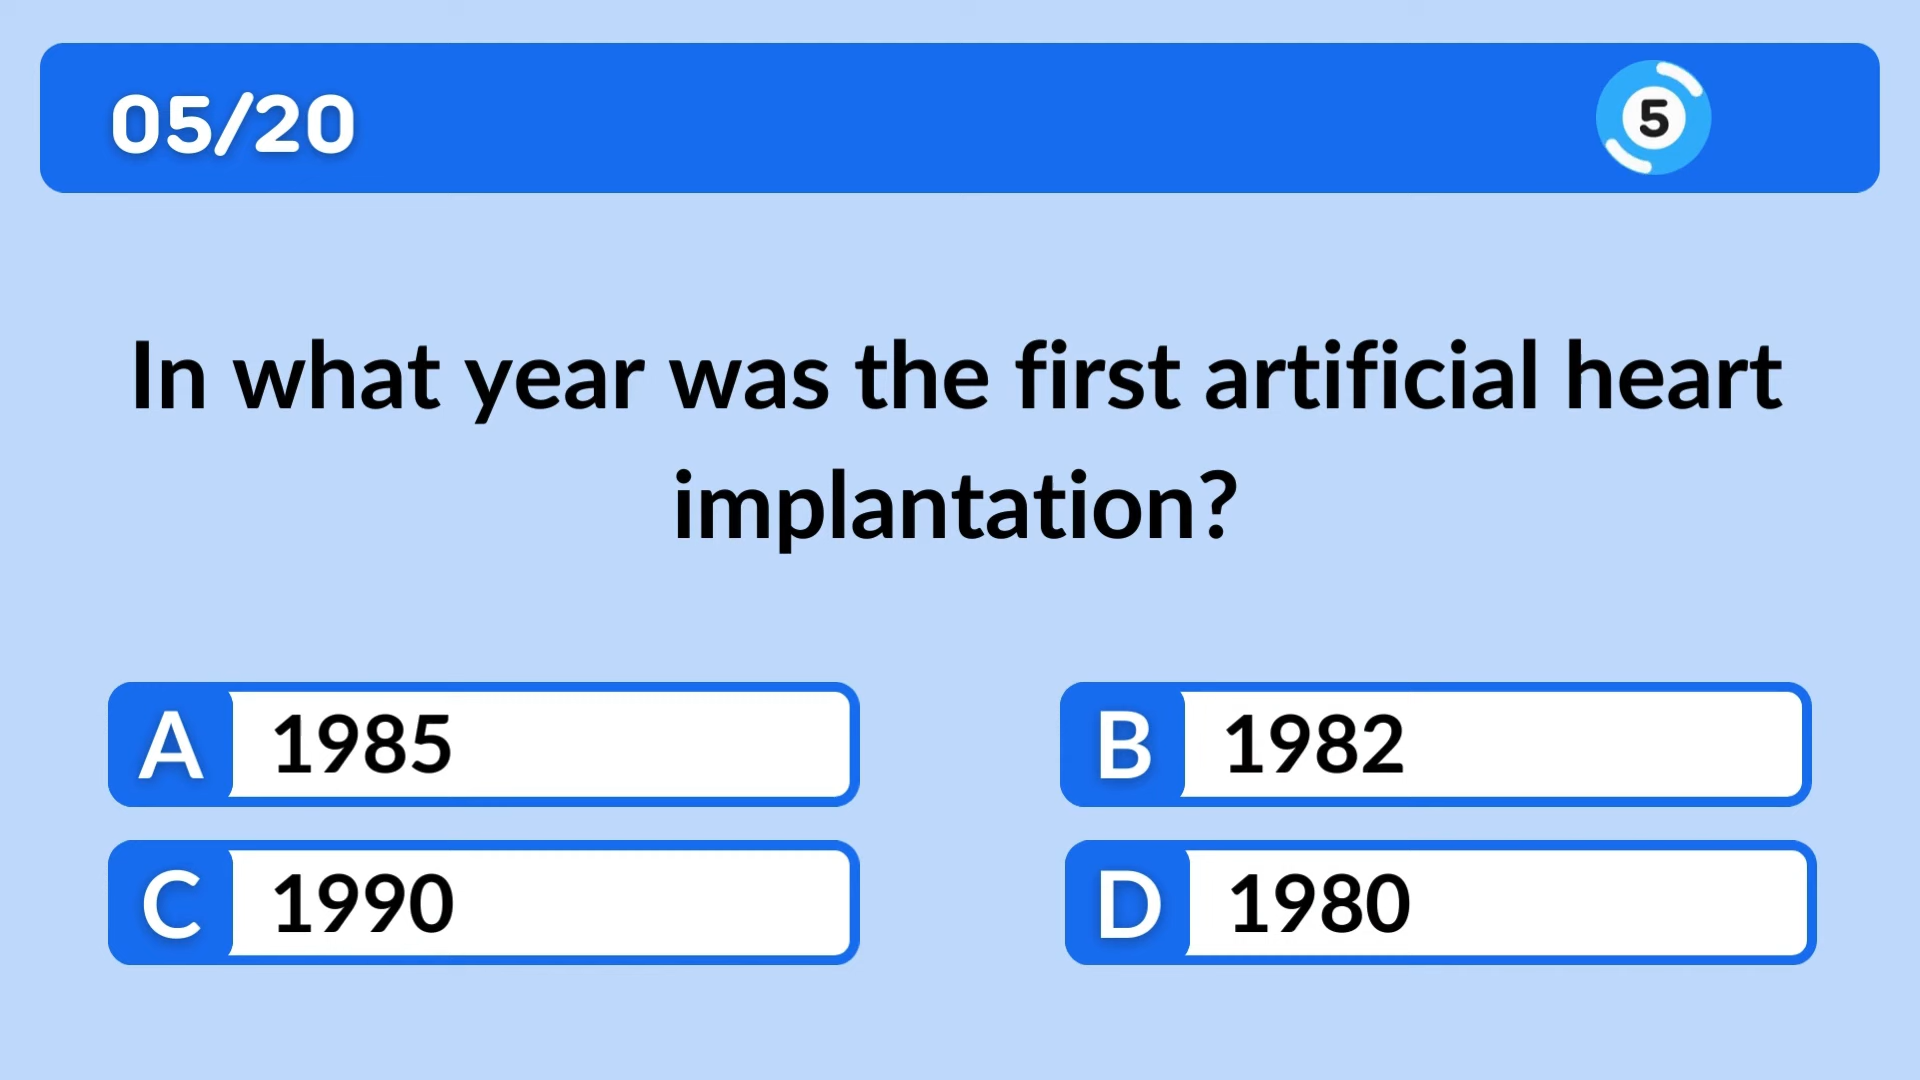 05/20
5
In what year was the first artificial heart
implantation?
A 1985
B 1982
C 1990
D 1980